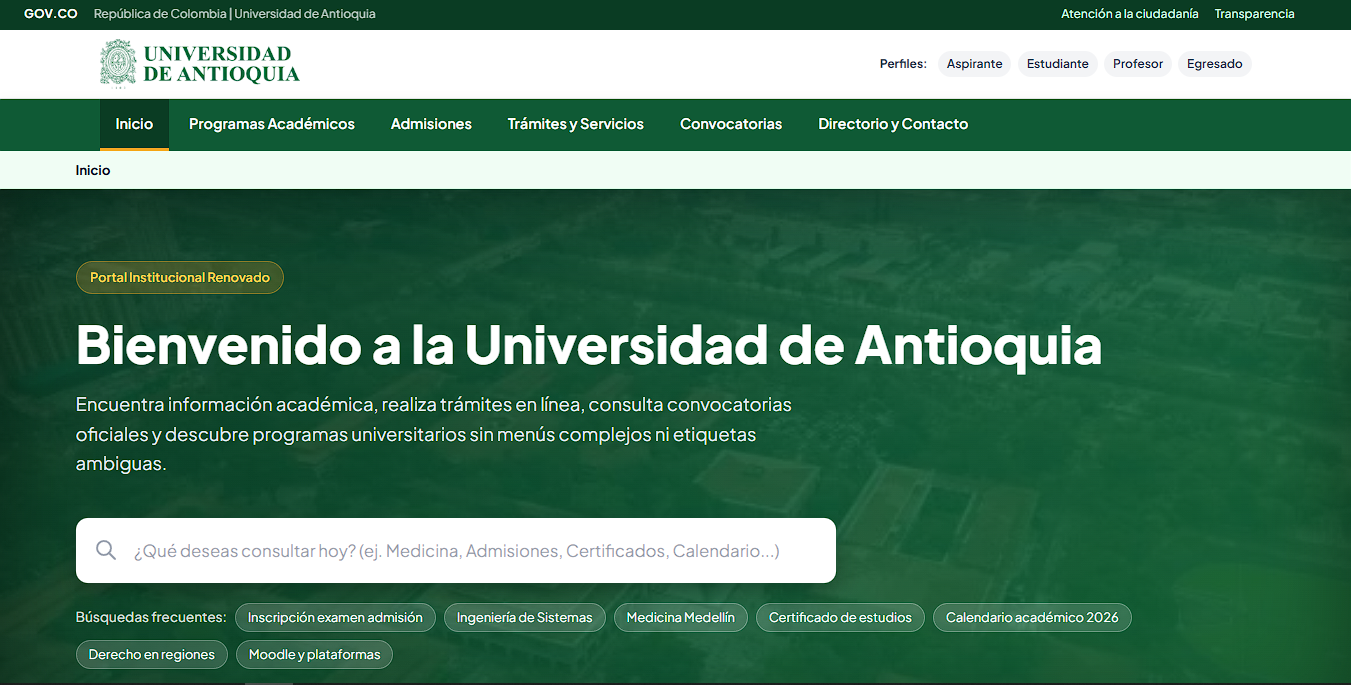 GOV.CO República de Colombia | Universidad de Antioquia Atención a la ciudadanía Transparencia
UNIVERSIDAD
DE ANTIOQUIA
Perfiles: Aspirante Estudiante Profesor Egresado
Inicio Programas Académicos Admisiones Trámites y Servicios Convocatorias Directorio y Contacto
Inicio
Portal Institucional Renovado
Bienvenido a la Universidad de Antioquia
Encuentra información académica, realiza trámites en línea, consulta convocatorias
oficiales y descubre programas universitarios sin menús complejos ni etiquetas
ambiguas.
¿Qué deseas consultar hoy? (ej. Medicina, Admisiones, Certificados, Calendario...)
Búsquedas frecuentes: Inscripción examen admisión Ingeniería de Sistemas Medicina Medellín Certificado de estudios Calendario académico 2026
Derecho en regiones Moodle y plataformas